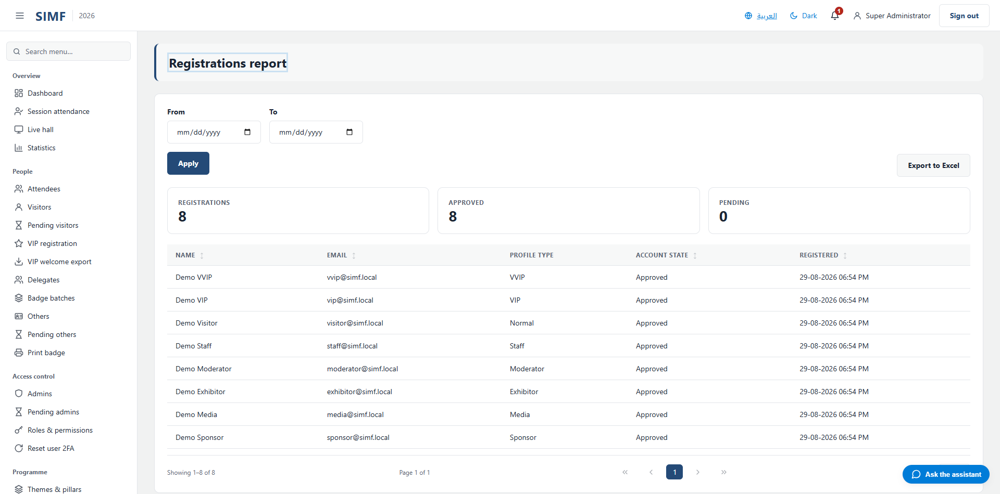 SIMF 2026
العربية Dark 1 Super Administrator Sign out
Search menu...
Overview
Dashboard
Session attendance
Live hall
Statistics
People
Attendees
Visitors
Pending visitors
VIP registration
VIP welcome export
Delegates
Badge batches
Others
Pending others
Print badge
Access control
Admins
Pending admins
Roles & permissions
Reset user 2FA
Programme
Themes & pillars
Registrations report
From To
mm/dd/yyyy mm/dd/yyyy
Apply
Export to Excel
REGISTRATIONS APPROVED PENDING
8 8 0
NAME EMAIL PROFILE TYPE ACCOUNT STATE REGISTERED
Demo VVIP vvip@simf.local VVIP Approved 29-08-2026 06:54 PM
Demo VIP vip@simf.local VIP Approved 29-08-2026 06:54 PM
Demo Visitor visitor@simf.local Normal Approved 29-08-2026 06:54 PM
Demo Staff staff@simf.local Staff Approved 29-08-2026 06:54 PM
Demo Moderator moderator@simf.local Moderator Approved 29-08-2026 06:54 PM
Demo Exhibitor exhibitor@simf.local Exhibitor Approved 29-08-2026 06:54 PM
Demo Media media@simf.local Media Approved 29-08-2026 06:54 PM
Demo Sponsor sponsor@simf.local Sponsor Approved 29-08-2026 06:54 PM
Showing 1–8 of 8 Page 1 of 1 « ‹ 1 › »
Ask the assistant